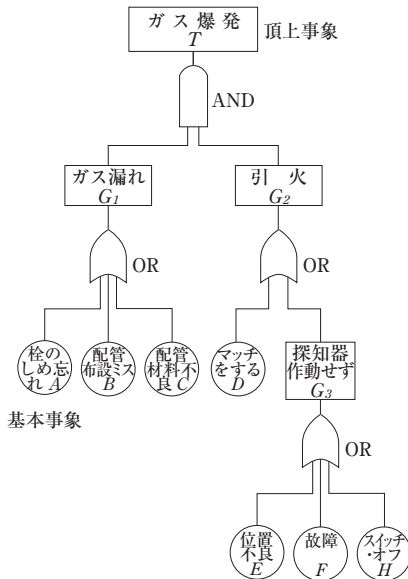 ガス爆発
T
頂上事象
AND
ガス漏れ
G1
引 火
G2
OR
OR
栓の
しめ忘
れ A
配管
布設ミス
B
配管
材料不
良 C
マッチ
をする
D
探知器
作動せず
G3
基本事象
OR
位置
不良
E
故障
F
スイッチ
・オフ
H